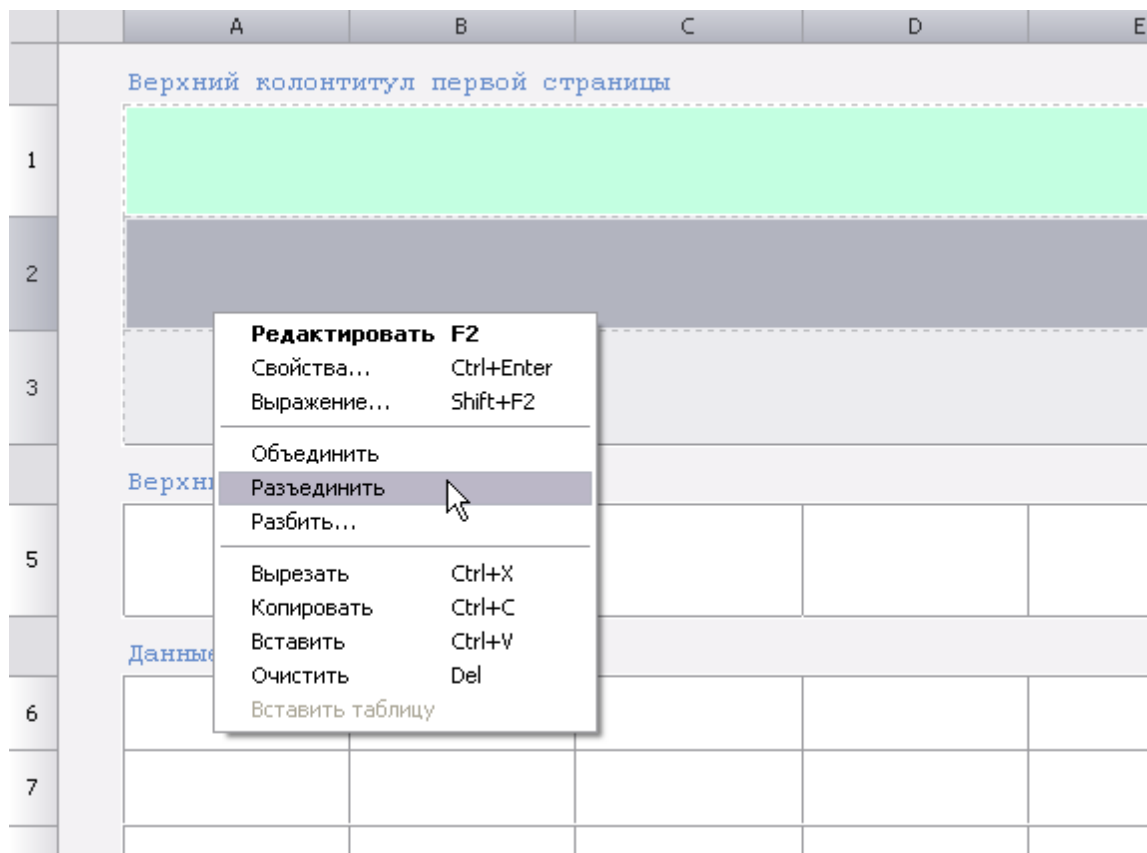 A B C D E
Верхний колонтитул первой страницы
1
2
Редактировать F2
Свойства... Ctrl+Enter
3
Выражение... Shift+F2
Объединить
Верхн
Разъединить
Разбить...
5
Вырезать Ctrl+X
Копировать Ctrl+C
Вставить Ctrl+V
Данные
Очистить Del
6
Вставить таблицу
7